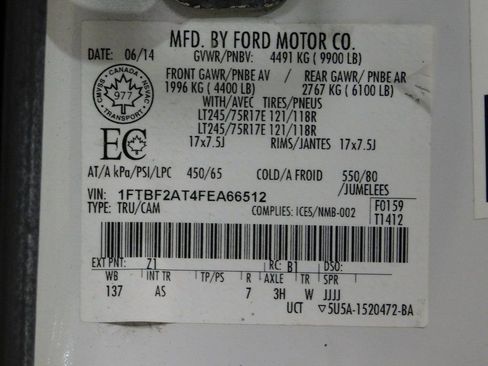 MFD. BY FORD MOTOR CO.
DATE: 06/14 GVWR/PNBV: 4491 KG ( 9900 LB)
FRONT GAWR/PNBE AV / REAR GAWR/ PNBE AR
1996 KG ( 4400 LB) 2767 KG ( 6100 LB)
WITH/AVEC TIRES/PNEUS
LT245/75R17E 121/118R
LT245/75R17E 121/118R
17x7.5J RIMS/JANTES 17x7.5J
CANADA
CMVSS NSVAC
977
TRANSPORT
EC
AT/A kPa/PSI/LPC 450/65 COLD/A FROID 550/80
/JUMELEES
VIN: 1FTBF2AT4FEA66512 F0159
TYPE: TRU/CAM COMPLIES: ICES/NMB-002 T1412
EXT PNT: Z1 RC: B1 DSO:
WB INT TR TP/PS R AXLE TR SPR
137 AS 7 3H W JJJJ
UCT ▽5U5A-1520472-BA